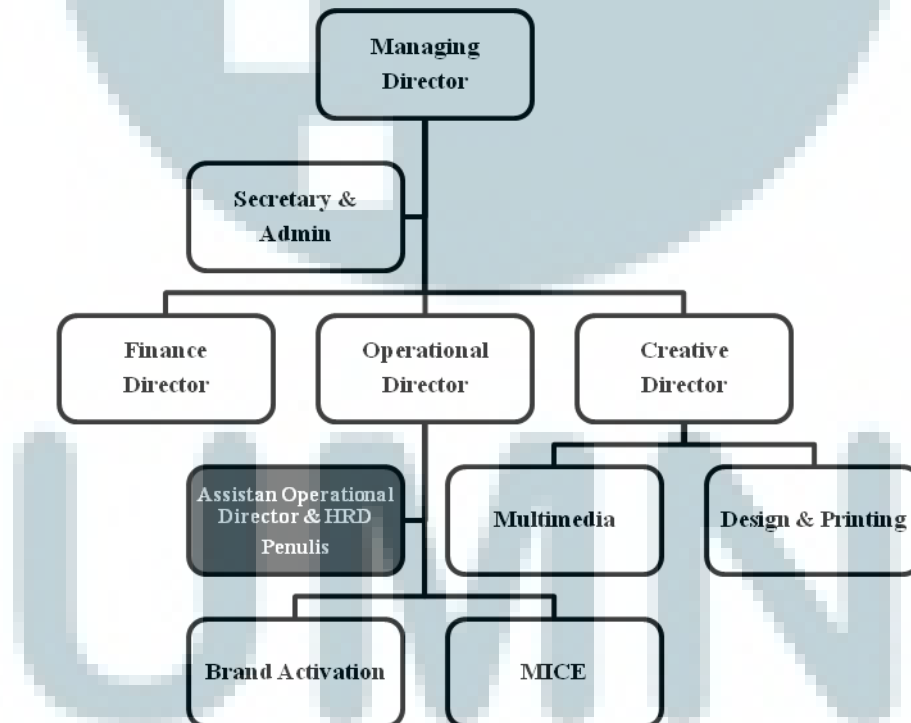 Managing
Director
Secretary &
Admin
Finance
Director
Operational
Director
Creative
Director
Assistan Operational
Director & HRD
Penulis
Multimedia
Design & Printing
Brand Activation
MICE
UMN